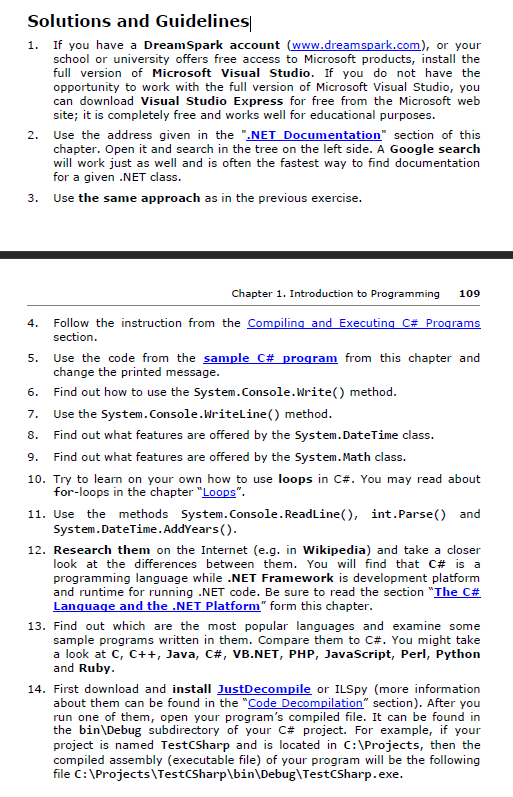 Solutions and Guidelines
1. If you have a DreamSpark account (www.dreamspark.com), or your
school or university offers free access to Microsoft products, install the
full version of Microsoft Visual Studio. If you do not have the
opportunity to work with the full version of Microsoft Visual Studio, you
can download Visual Studio Express for free from the Microsoft web
site; it is completely free and works well for educational purposes.
2. Use the address given in the ".NET Documentation" section of this
chapter. Open it and search in the tree on the left side. A Google search
will work just as well and is often the fastest way to find documentation
for a given .NET class.
3. Use the same approach as in the previous exercise.
Chapter 1. Introduction to Programming 109
4. Follow the instruction from the Compiling and Executing C# Programs
section.
5. Use the code from the sample C# program from this chapter and
change the printed message.
6. Find out how to use the System.Console.Write() method.
7. Use the System.Console.WriteLine() method.
8. Find out what features are offered by the System.DateTime class.
9. Find out what features are offered by the System.Math class.
10. Try to learn on your own how to use loops in C#. You may read about
for-loops in the chapter “Loops”.
11. Use the methods System.Console.ReadLine(), int.Parse() and
System.DateTime.AddYears().
12. Research them on the Internet (e.g. in Wikipedia) and take a closer
look at the differences between them. You will find that C# is a
programming language while .NET Framework is development platform
and runtime for running .NET code. Be sure to read the section “The C#
Language and the .NET Platform” form this chapter.
13. Find out which are the most popular languages and examine some
sample programs written in them. Compare them to C#. You might take
a look at C, C++, Java, C#, VB.NET, PHP, JavaScript, Perl, Python
and Ruby.
14. First download and install JustDecompile or ILSpy (more information
about them can be found in the “Code Decompilation” section). After you
run one of them, open your program’s compiled file. It can be found in
the bin\Debug subdirectory of your C# project. For example, if your
project is named TestCSharp and is located in C:\Projects, then the
compiled assembly (executable file) of your program will be the following
file C:\Projects\TestCSharp\bin\Debug\TestCSharp.exe.